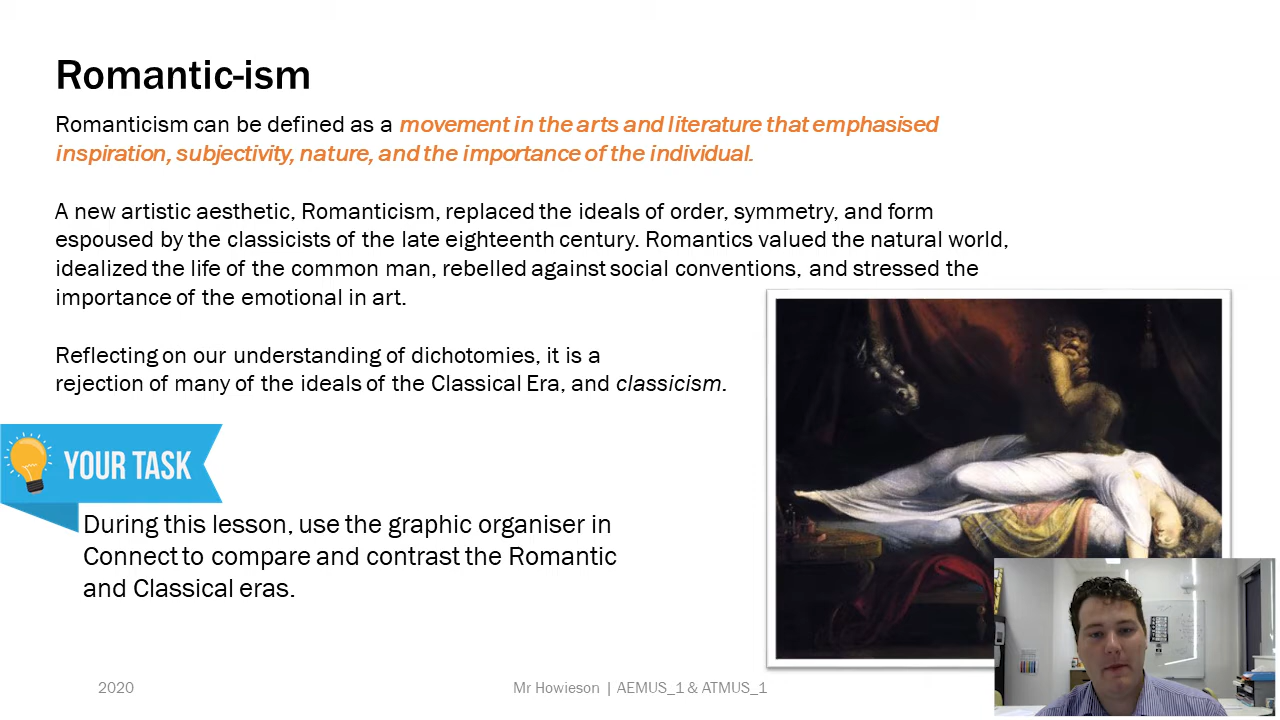 Romantic-ism
Romanticism can be defined as a movement in the arts and literature that emphasised
inspiration, subjectivity, nature, and the importance of the individual.
A new artistic aesthetic, Romanticism, replaced the ideals of order, symmetry, and form
espoused by the classicists of the late eighteenth century. Romantics valued the natural world,
idealized the life of the common man, rebelled against social conventions, and stressed the
importance of the emotional in art.
Reflecting on our understanding of dichotomies, it is a
rejection of many of the ideals of the Classical Era, and classicism.
YOUR TASK
During this lesson, use the graphic organiser in
Connect to compare and contrast the Romantic
and Classical eras.
2020
Mr Howieson | AEMUS_1 & ATMUS_1